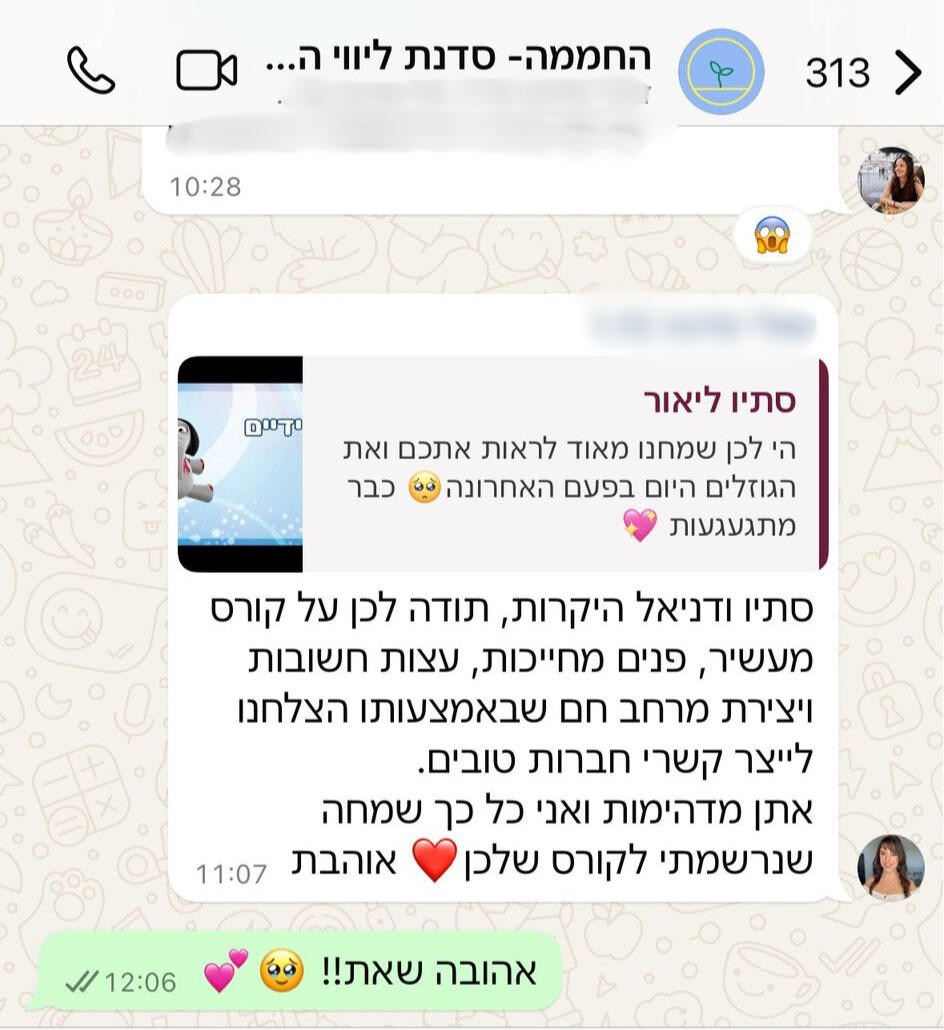 313
החממה- סדנת ליווי ה...
10:28
ידיים
סתיו ליאור
הי לכן שמחנו מאוד לראות אתכם ואת
הגוזלים היום בפעם האחרונה🥺 כבר
מתגעגעות 💖
סתיו ודניאל היקרות, תודה לכן על קורס
מעשיר, פנים מחייכות, עצות חשובות
ויצירת מרחב חם שבאמצעותו הצלחנו
לייצר קשרי חברות טובים.
אתן מדהימות ואני כל כך שמחה
שנרשמתי לקורס שלכן❤️ אוהבת
11:07
אהובה שאת!! 🥹 💕
12:06